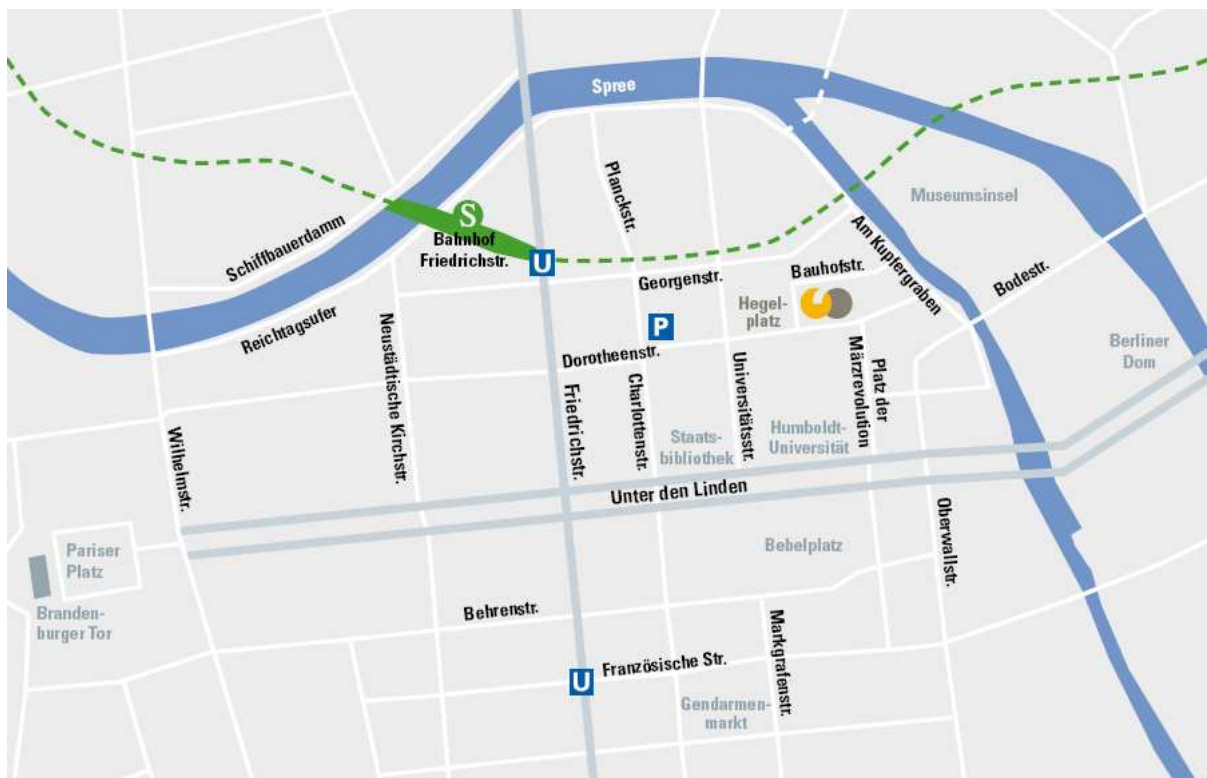 Spree
Planckstr.
Museumsinsel
S
Bahnhof
Friedrichstr.
U
Schiffbauerdamm
Am Kupfergraben
Bauhofstr.
Georgenstr.
Bodestr.
Hegel-
platz
Reichtagsufer
P
Neustädtische Kirchstr.
Dorotheenstr.
Berliner
Dom
Universitätsstr.
Platz der
Märzrevolution
Friedrichstr.
Charlottenstr.
Wilhelmstr.
Staats-
bibliothek
Humboldt-
Universität
Unter den Linden
Oberwallstr.
Pariser
Platz
Bebelplatz
Branden-
burger Tor
Behrenstr.
Markgrafenstr.
Französische Str.
U
Gendarmen-
markt